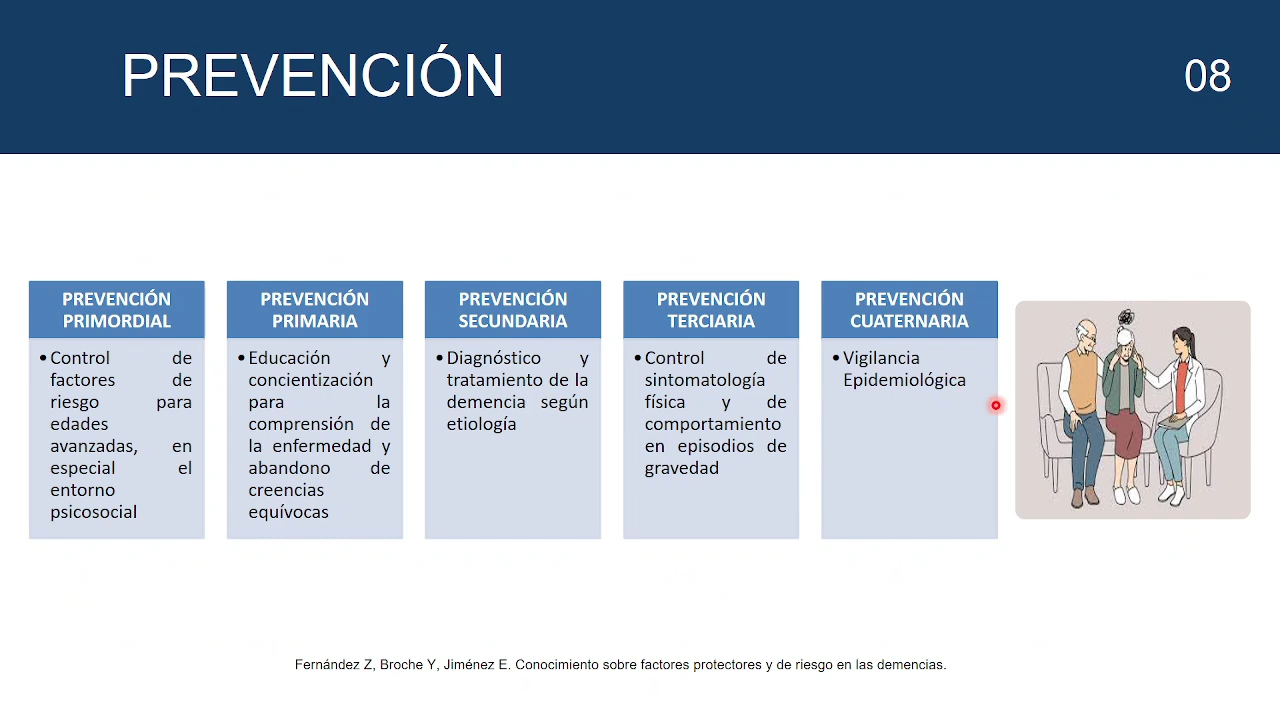 PREVENCIÓN
08
PREVENCIÓN
PRIMORDIAL
•Control de
factores de
riesgo para
edades
avanzadas, en
especial el
entorno
psicosocial
PREVENCIÓN
PRIMARIA
•Educación y
concientización
para la
comprensión de
la enfermedad y
abandono de
creencias
equívocas
PREVENCIÓN
SECUNDARIA
•Diagnóstico y
tratamiento de la
demencia según
etiología
PREVENCIÓN
TERCIARIA
•Control de
sintomatología
física y de
comportamiento
en episodios de
gravedad
PREVENCIÓN
CUATERNARIA
•Vigilancia
Epidemiológica
Fernández Z, Broche Y, Jiménez E. Conocimiento sobre factores protectores y de riesgo en las demencias.